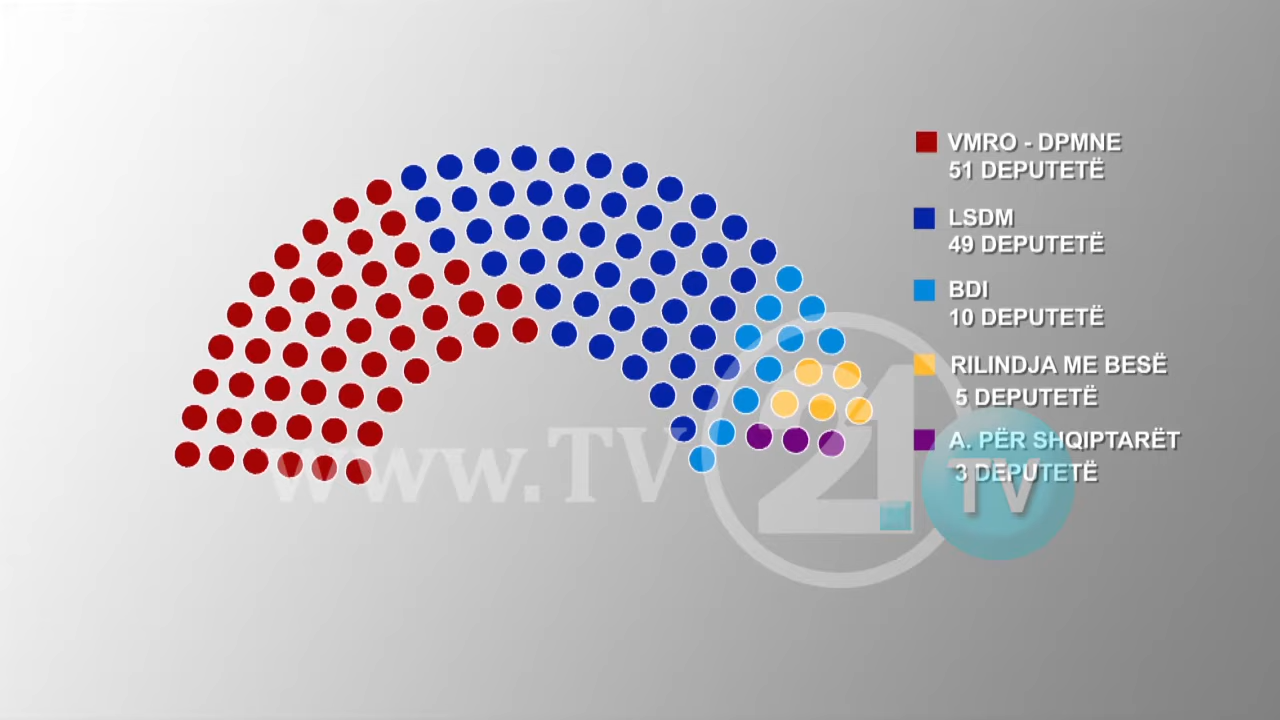 VMRO - DPMNE
51 DEPUTETË
LSDM
49 DEPUTETË
BDI
10 DEPUTETË
RILINDJA ME BESË
5 DEPUTETË
A. PËR SHQIPTARËT
3 DEPUTETË
www.TV 21.TV